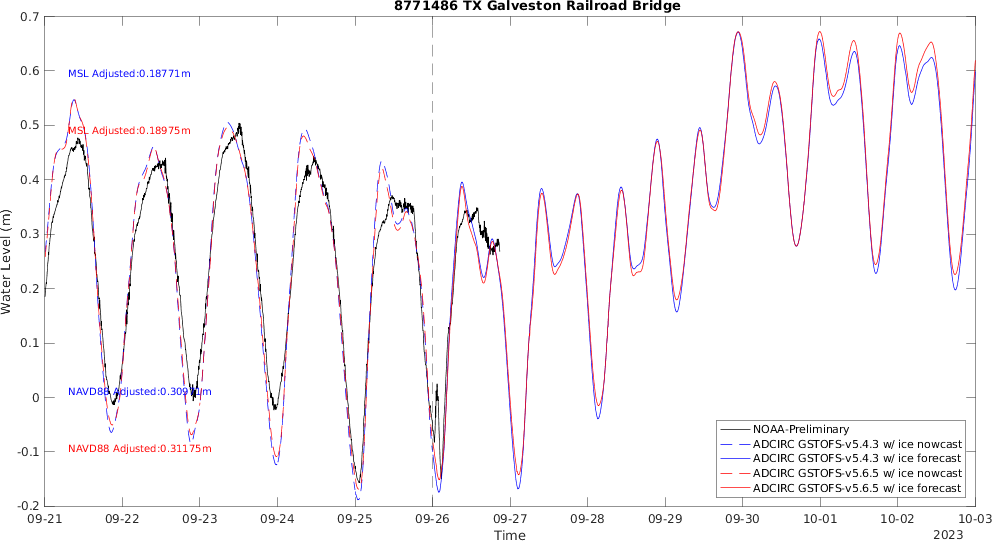 8771486 TX Galveston Railroad Bridge
0.7
0.6
0.5
0.4
0.3
0.2
0.1
0
-0.1
-0.2
Water Level (m)
MSL Adjusted:0.18771m
MSL Adjusted:0.18975m
NAVD88 Adjusted:0.30971m
NAVD88 Adjusted:0.31175m
NOAA-Preliminary
ADCIRC GSTOFS-v5.4.3 w/ ice nowcast
ADCIRC GSTOFS-v5.4.3 w/ ice forecast
ADCIRC GSTOFS-v5.6.5 w/ ice nowcast
ADCIRC GSTOFS-v5.6.5 w/ ice forecast
09-21 09-22 09-23 09-24 09-25 09-26 09-27 09-28 09-29 09-30 10-01 10-02 10-03
Time
2023